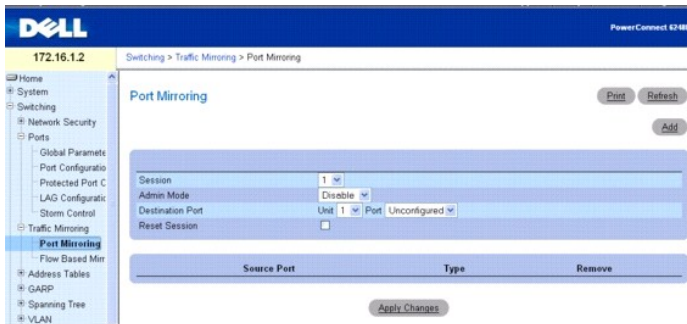 DELL
PowerConnect 6248
172.16.1.2
Switching > Traffic Mirroring > Port Mirroring
Home
System
Switching
Network Security
Ports
Global Paramete
Port Configuratio
Protected Port C
LAG Configuratic
Storm Control
Traffic Mirroring
Port Mirroring
Flow Based Mirr
Address Tables
GARP
Spanning Tree
VLAN
Port Mirroring
Print
Refresh
Add
Session 1
Admin Mode Disable
Destination Port Unit 1 Port Unconfigured
Reset Session
Source Port Type Remove
Apply Changes